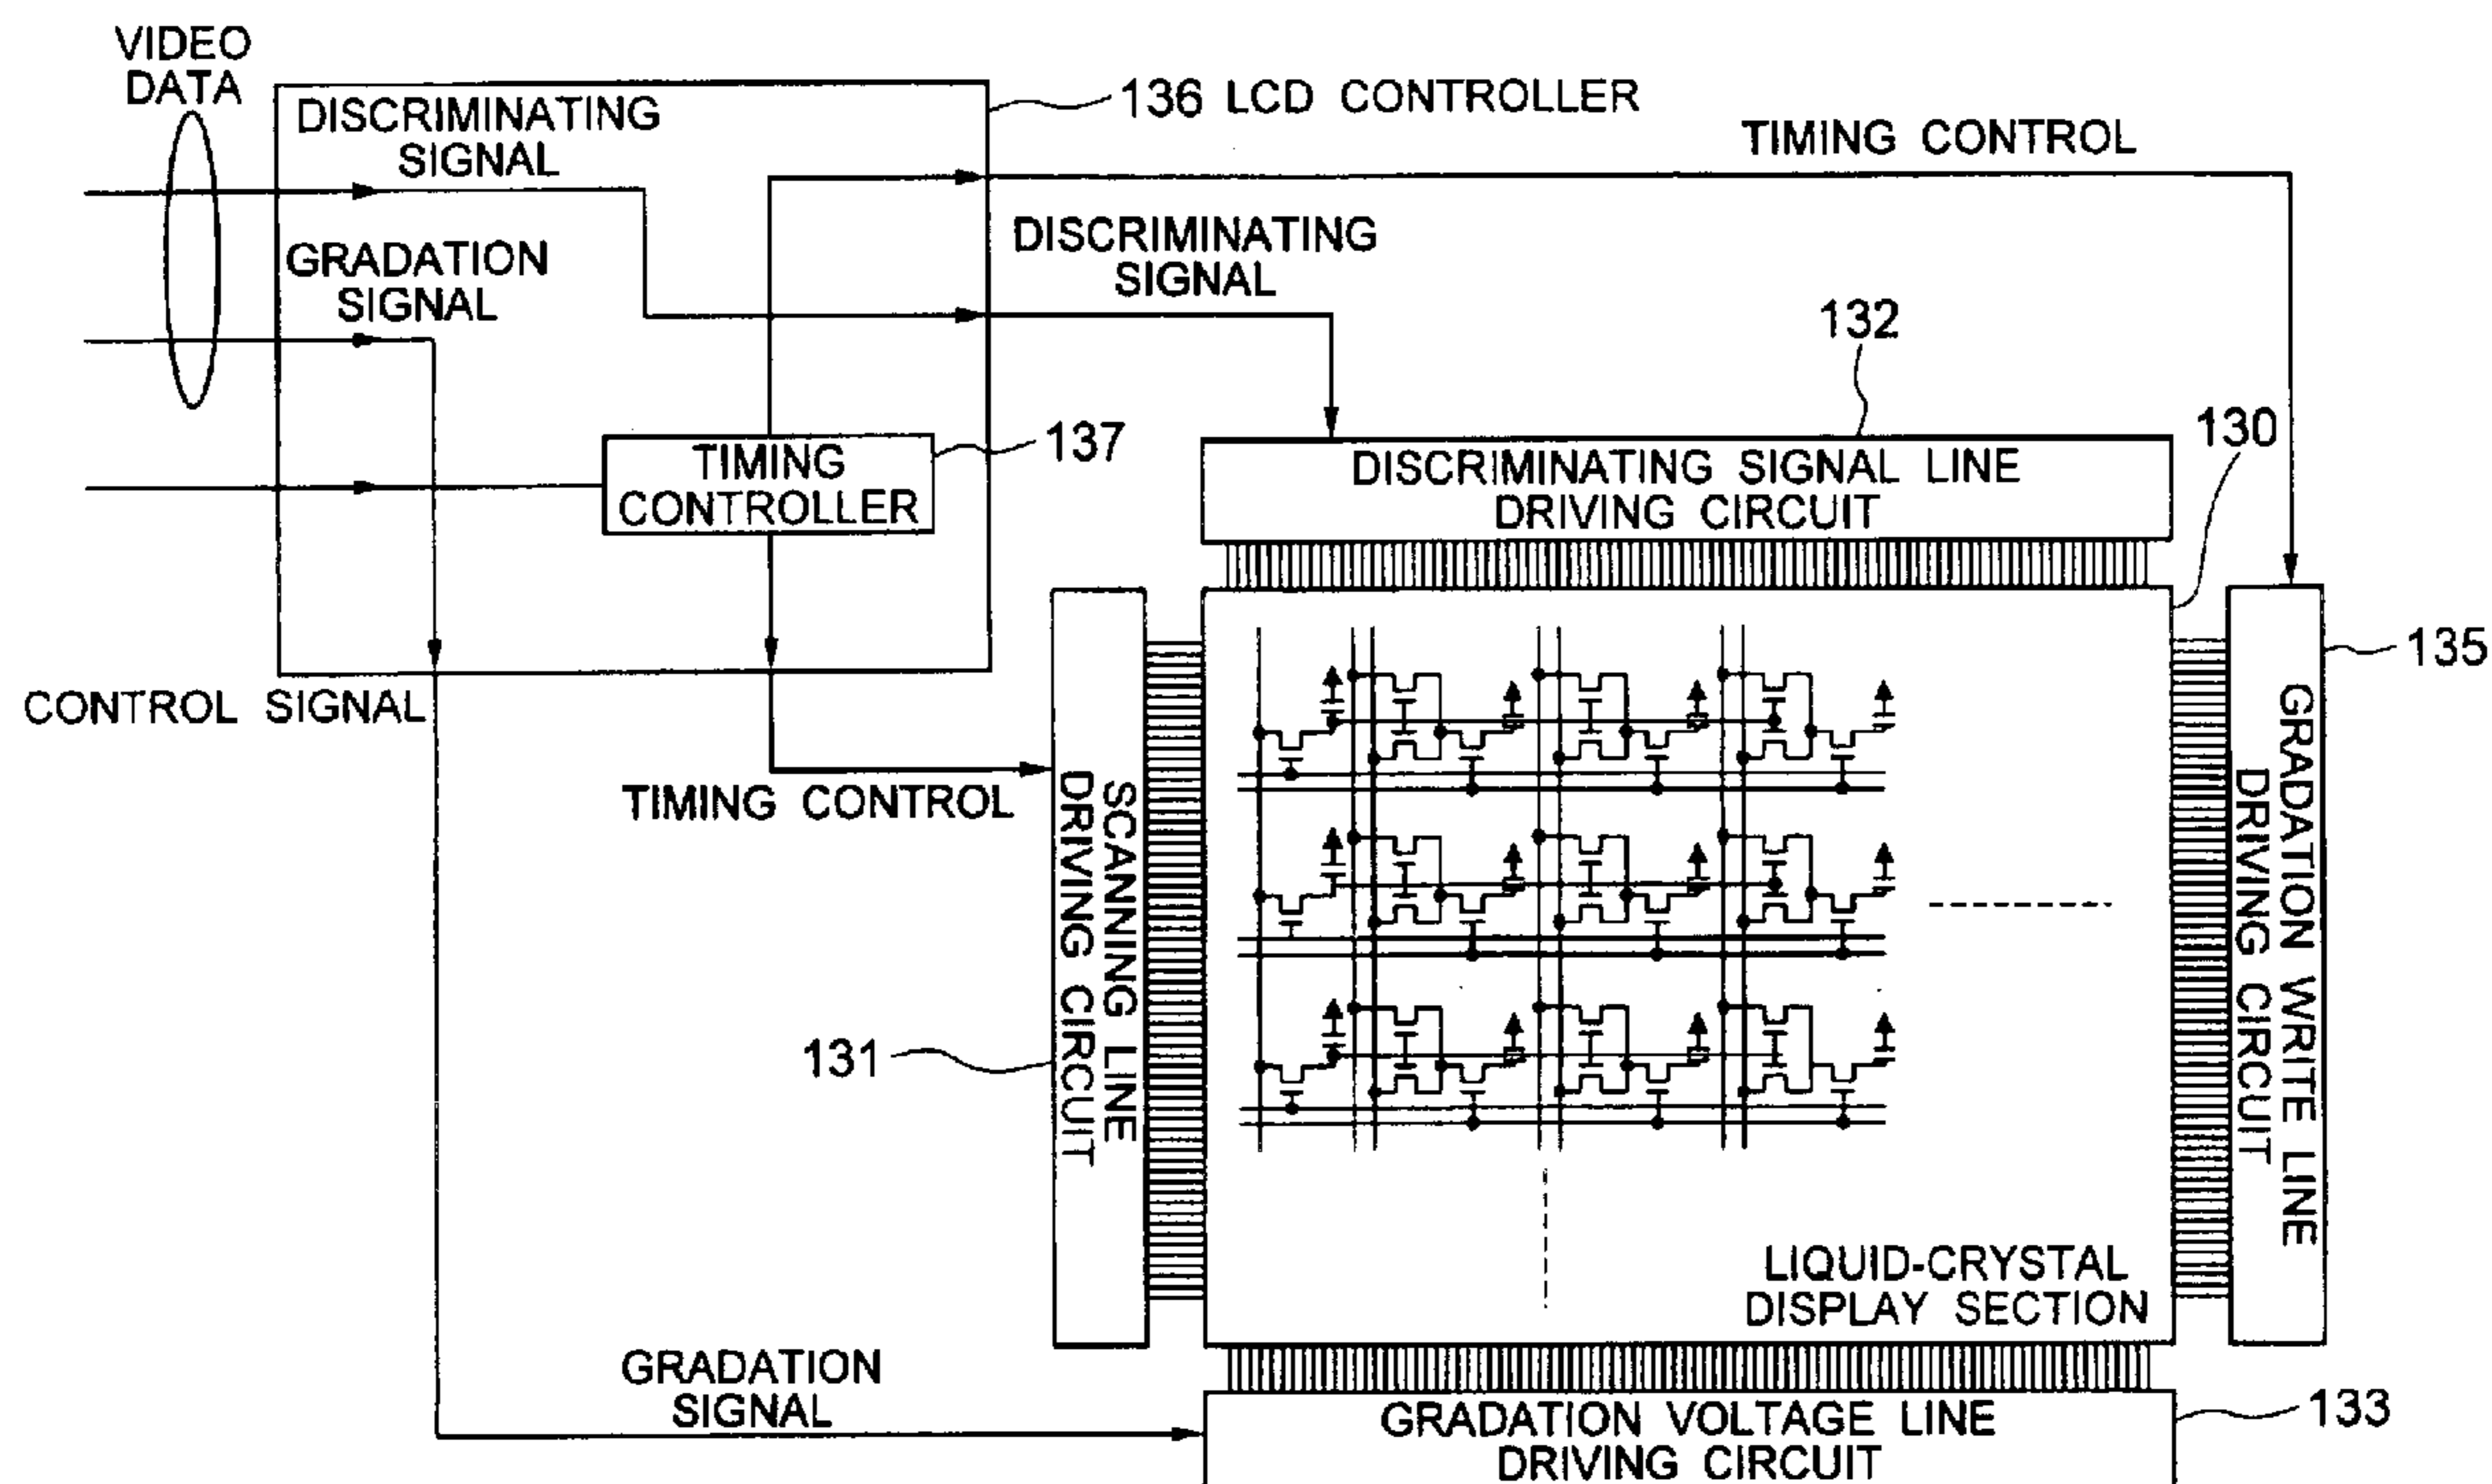 VIDEO
DATA
DISCRIMINATING
SIGNAL
136 LCD CONTROLLER
TIMING CONTROL
GRADATION
SIGNAL
DISCRIMINATING
SIGNAL
132
130
137
TIMING
CONTROLLER
DISCRIMINATING SIGNAL LINE
DRIVING CIRCUIT
135
CONTROL SIGNAL
TIMING CONTROL
SCANNING LINE
DRIVING CIRCUIT
GRADATION WRITE LINE
DRIVING CIRCUIT
131
LIQUID-CRYSTAL
DISPLAY SECTION
GRADATION
SIGNAL
GRADATION VOLTAGE LINE
DRIVING CIRCUIT
133